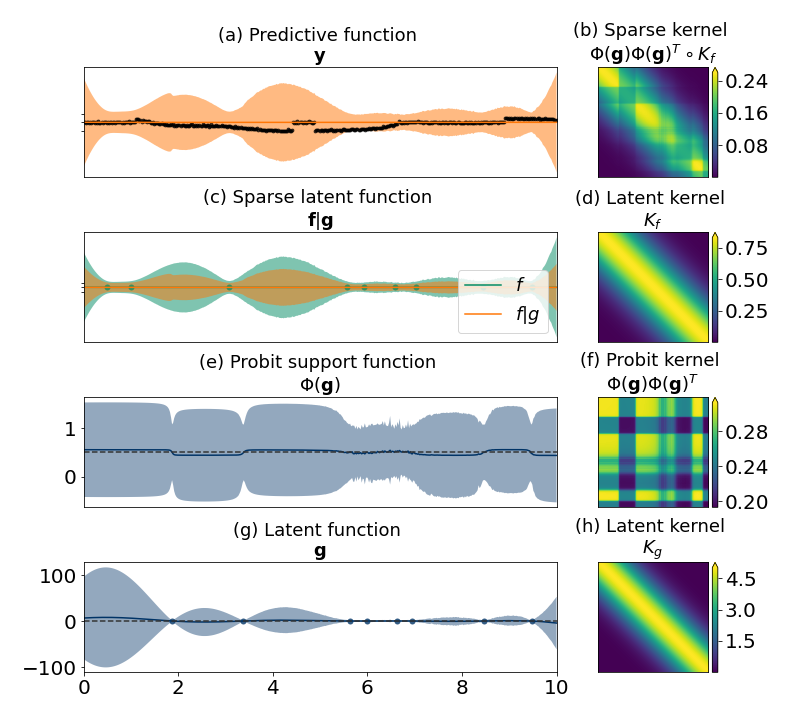 (a) Predictive function
y
(b) Sparse kernel
Φ(g)Φ(g)^T ∘ K_f
0.24
0.16
0.08
(c) Sparse latent function
f|g
f
f|g
(d) Latent kernel
K_f
0.75
0.50
0.25
(e) Probit support function
Φ(g)
1
0
(f) Probit kernel
Φ(g)Φ(g)^T
0.28
0.24
0.20
(g) Latent function
g
100
0
−100
0 2 4 6 8 10
(h) Latent kernel
K_g
4.5
3.0
1.5